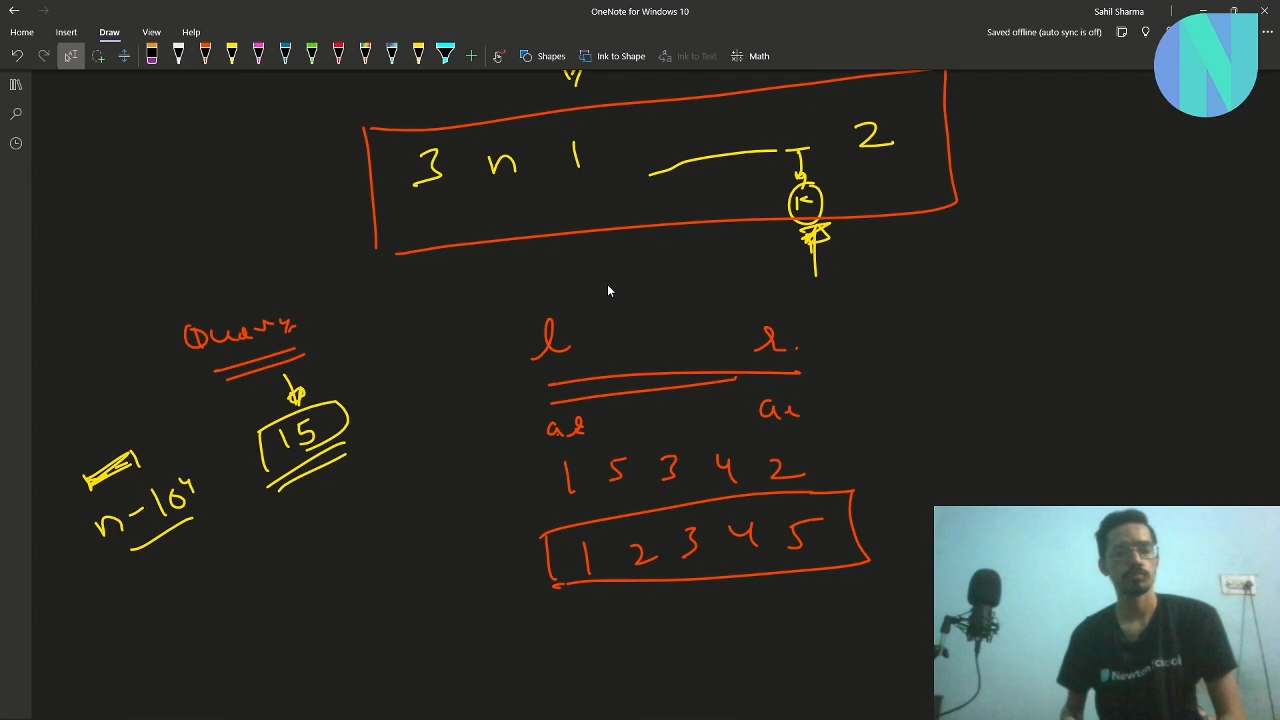 OneNote for Windows 10
Sahil Sharma
Home Insert Draw View Help
Saved offline (auto sync is off)
Shapes Ink to Shape Ink to Text Math
3 n 1 2
K
Query
l r.
15
1 5 3 4 2
n-10⁴
1 2 3 4 5
Newton School